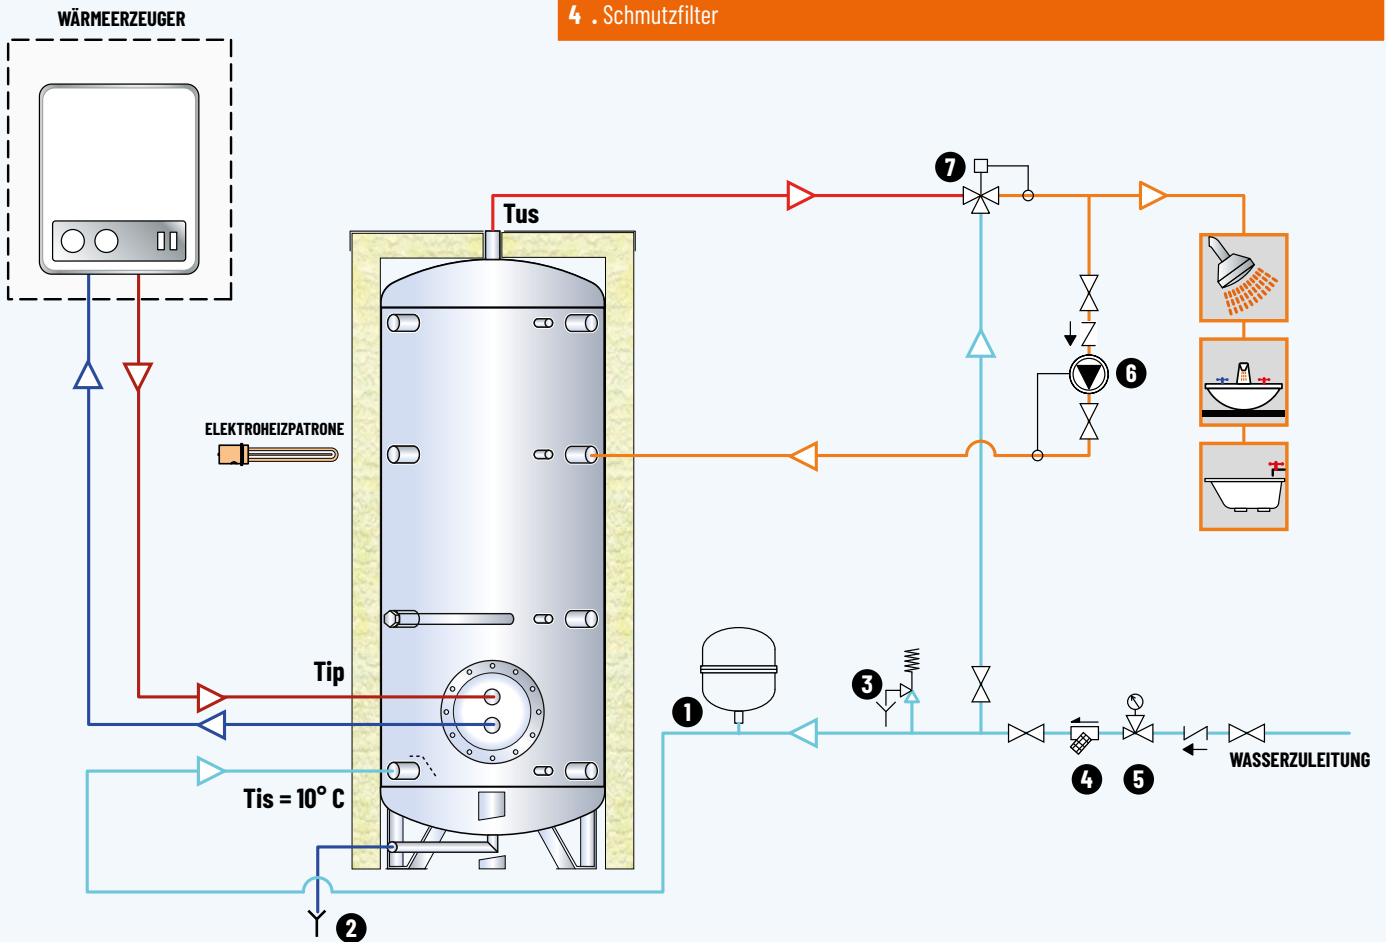 4 . Schmutzfilter
WÄRMEERZEUGER
7
Tus
6
ELEKTROHEIZPATRONE
Tip
3
1
WASSERZULEITUNG
4
5
Tis = 10° C
2